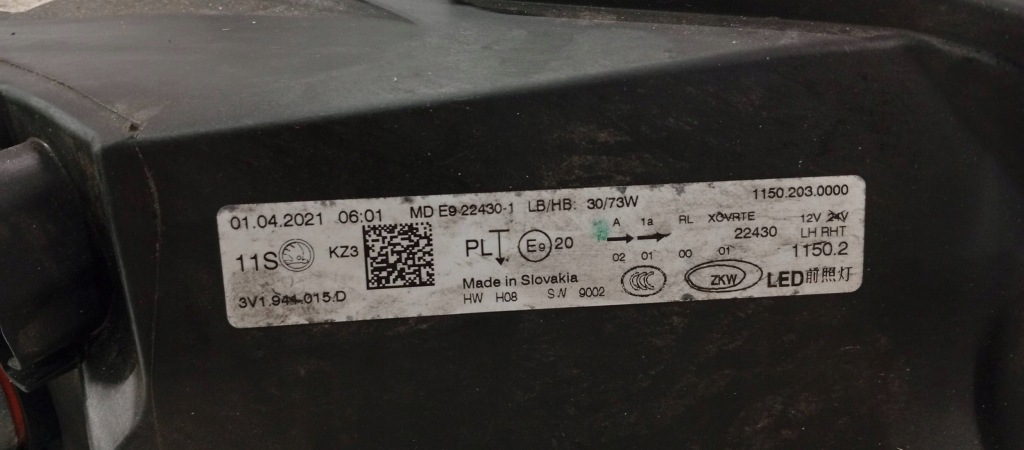 01.04.2021 06:01 MD E9 22430-1 LB/HB: 30/73W 1150.203.0000
11S KZ3 PL E9 20 A 1a RL XCVRTE 12V 24V
22430 LH RHT
02 01 00 01 1150.2
3V1.941.015.D Made in Slovakia CCC ZKW LED前照灯
HW H08 S/N 9002